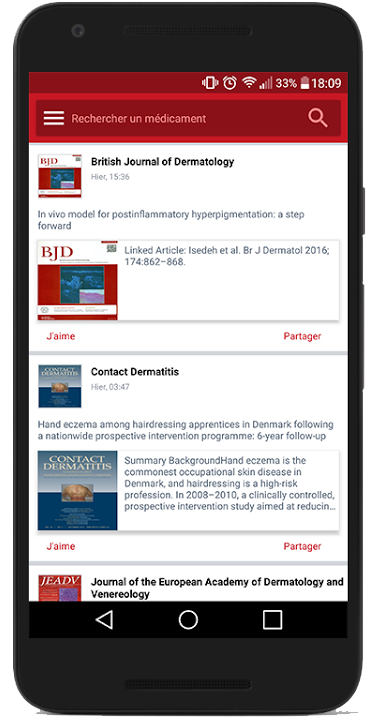 33% 18:09
Rechercher un médicament
BJD
British Journal of Dermatology
Hier, 15:36
In vivo model for postinflammatory hyperpigmentation: a step
forward
BJD
Linked Article: Isedeh et al. Br J Dermatol 2016;
174:862–868.
J'aime Partager
CONTACT
DERMATITIS
Contact Dermatitis
Hier, 03:47
Hand eczema among hairdressing apprentices in Denmark following
a nationwide prospective intervention programme: 6-year follow-up
CONTACT
DERMATITIS
Summary BackgroundHand eczema is the
commonest occupational skin disease in
Denmark, and hairdressing is a high-risk
profession. In 2008–2010, a clinically controlled,
prospective intervention study aimed at reducin…
J'aime Partager
JEADV
Journal of the European Academy of Dermatology and
Venereology